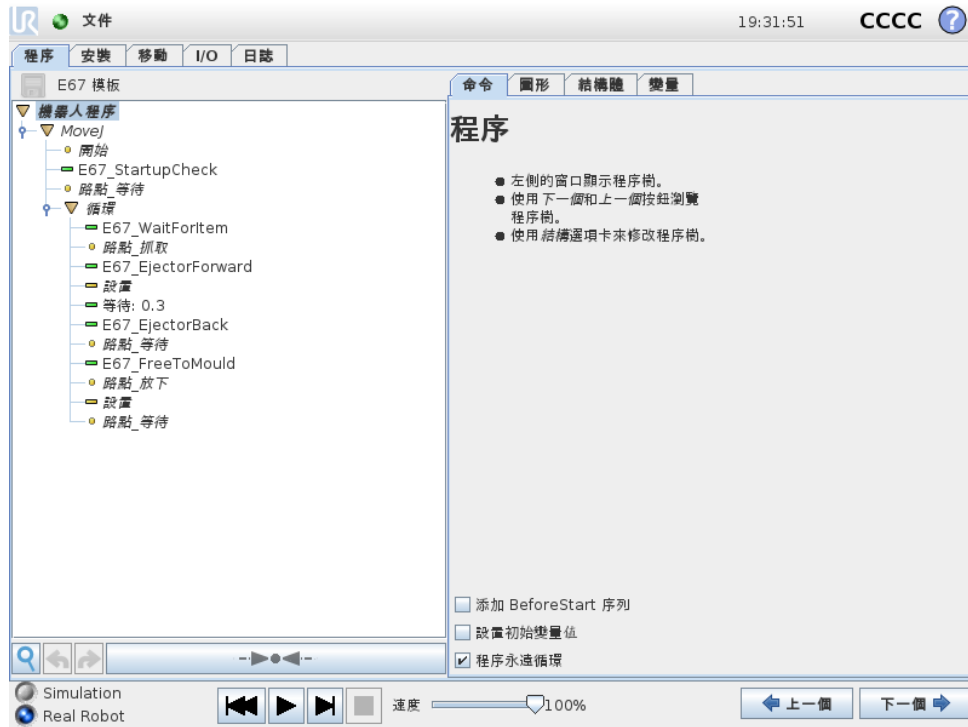 UR 文件 19:31:51 CCCC ?
程序 安裝 移動 I/O 日誌
E67 模板
命令 圖形 結構體 變量
機器人程序
MoveJ
開始
E67_StartupCheck
路點_等待
循環
E67_WaitForItem
路點_抓取
E67_EjectorForward
設置
等待: 0.3
E67_EjectorBack
路點_等待
E67_FreeToMould
路點_放下
設置
路點_等待
程序
左側的窗口顯示程序樹。
使用下一個和上一個按鈕瀏覽
程序樹。
使用結構選項卡來修改程序樹。
添加 BeforeStart 序列
設置初始變量值
程序永遠循環
Simulation
Real Robot
速度 100%
上一個 下一個